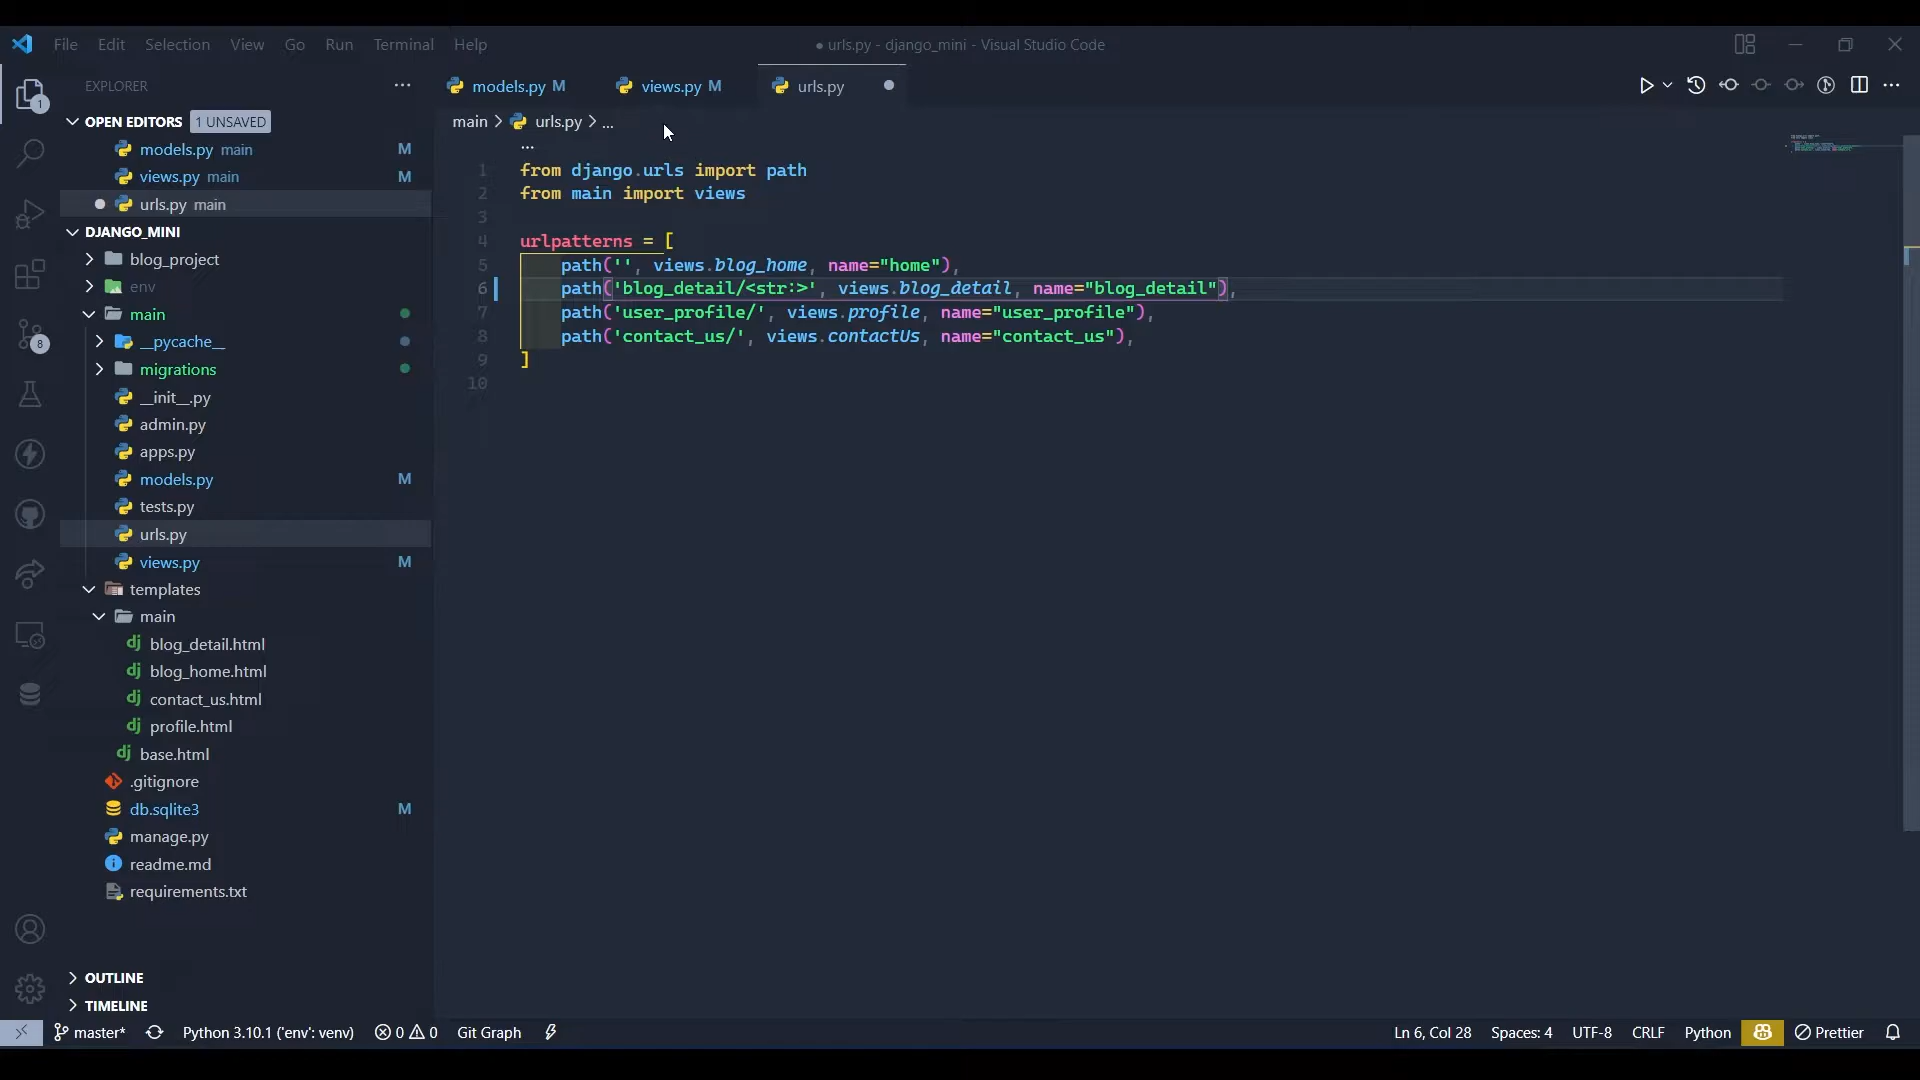 File Edit Selection View Go Run Terminal Help
● urls.py - django_mini - Visual Studio Code
EXPLORER
1
OPEN EDITORS 1 UNSAVED
models.py main M
views.py main M
urls.py main
DJANGO_MINI
blog_project
env
main
__pycache__
8
migrations
__init__.py
admin.py
apps.py
models.py M
tests.py
urls.py
views.py M
templates
main
blog_detail.html
blog_home.html
contact_us.html
profile.html
base.html
.gitignore
db.sqlite3 M
manage.py
readme.md
requirements.txt
OUTLINE
TIMELINE
models.py M views.py M urls.py
main > urls.py > ...
...
1 from django.urls import path
2 from main import views
3
4 urlpatterns = [
5 path('', views.blog_home, name="home"),
6 path('blog_detail/<str:>', views.blog_detail, name="blog_detail"),
7 path('user_profile/', views.profile, name="user_profile"),
8 path('contact_us/', views.contactUs, name="contact_us"),
9 ]
10
master* Python 3.10.1 ('env': venv) 0 0 Git Graph Ln 6, Col 28 Spaces: 4 UTF-8 CRLF Python Prettier